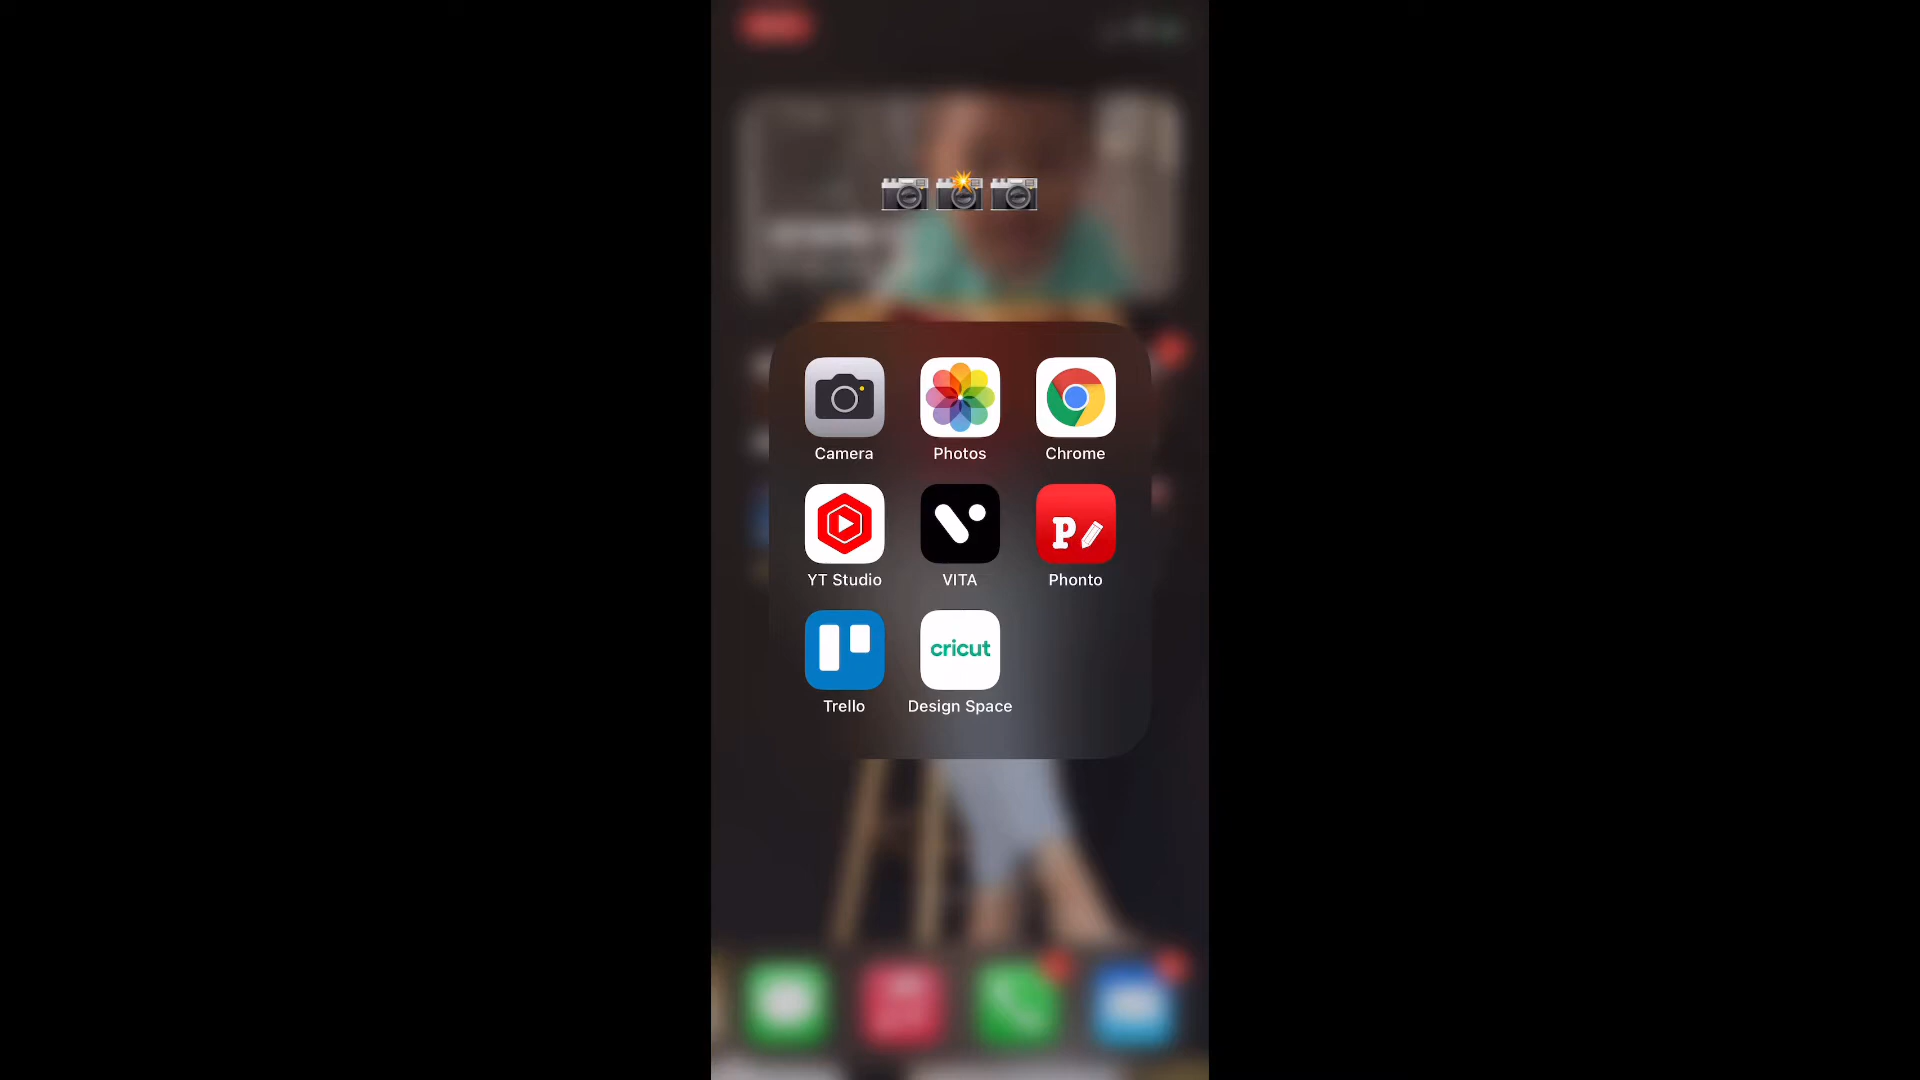 Camera Photos Chrome
P
YT Studio VITA Phonto
cricut
Trello Design Space